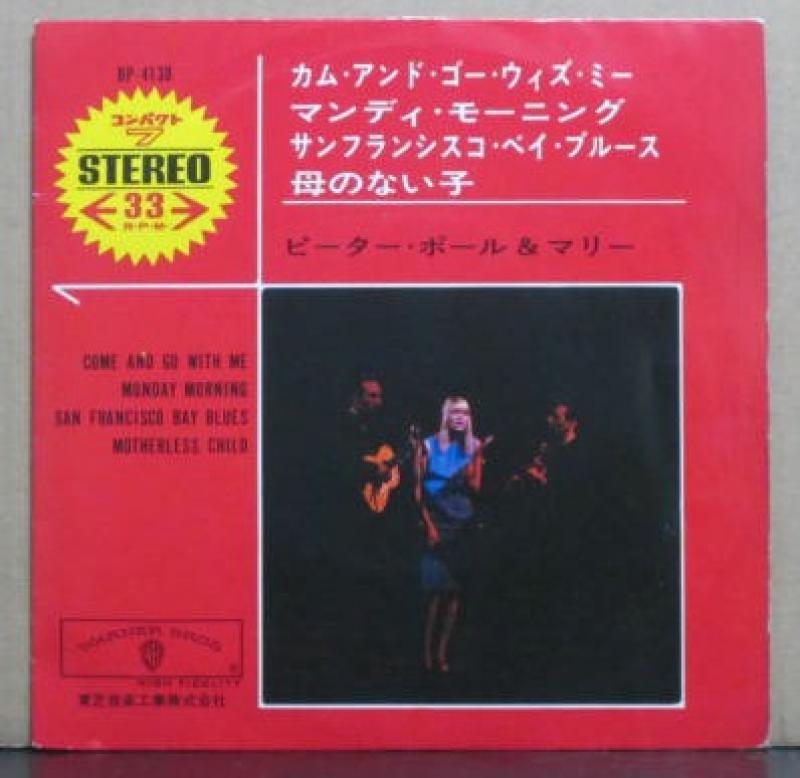 BP-4130
コンパクト
7
STEREO
33
R・P・M・
カム・アンド・ゴー・ウィズ・ミー
マンディ・モーニング
サンフランシスコ・ベイ・ブルース
母のない子
ピーター・ポール & マリー
COME AND GO WITH ME
MONDAY MORNING
SAN FRANCISCO BAY BLUES
MOTHERLESS CHILD
WARNER BROS
WB
®
HIGH FIDELITY
東芝音楽工業株式会社